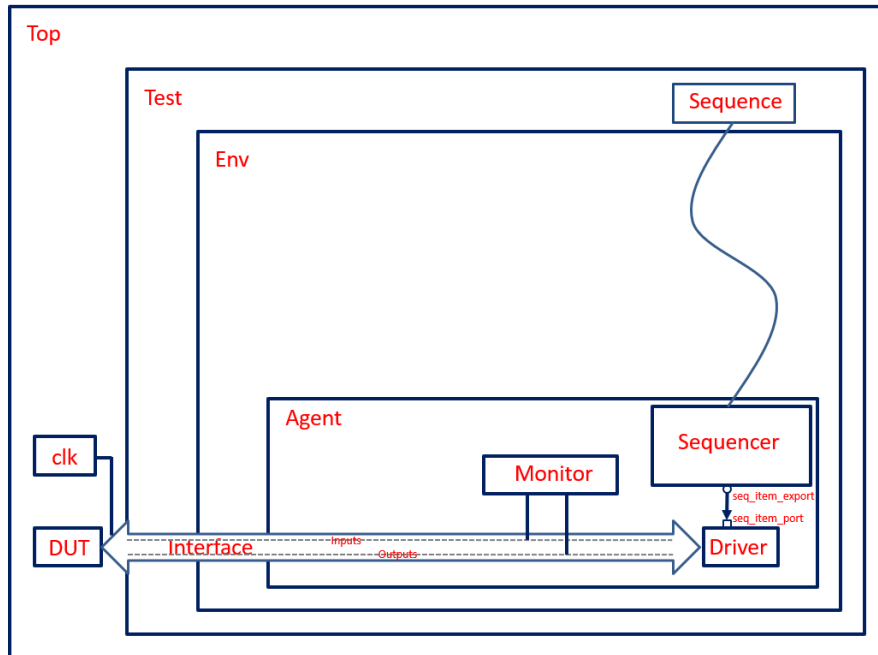 Top
Test
Sequence
Env
Agent
Sequencer
clk
Monitor
seq_item_export
seq_item_port
DUT
Interface
Inputs
Outputs
Driver